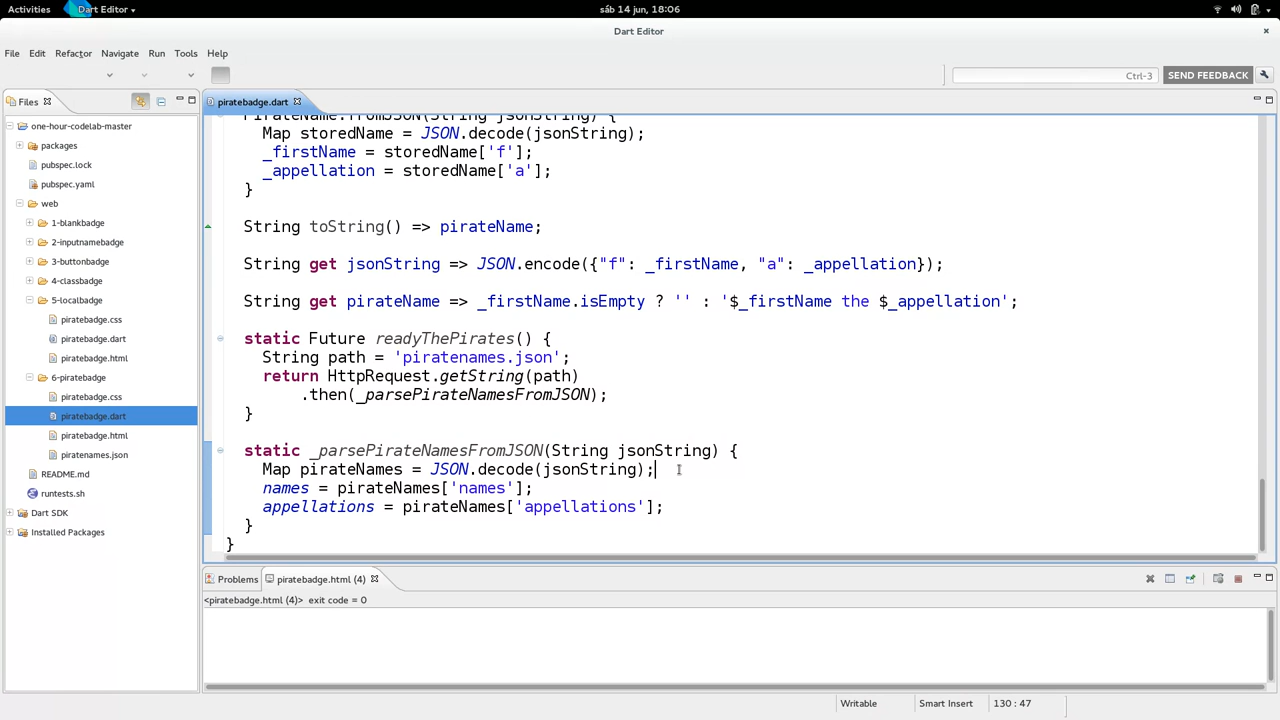 Activities Dart Editor sáb 14 jun, 18:06
Dart Editor
File Edit Refactor Navigate Run Tools Help
Ctrl-3 SEND FEEDBACK
Files piratebadge.dart
one-hour-codelab-master
packages
pubspec.lock
pubspec.yaml
web
1-blankbadge
2-inputnamebadge
3-buttonbadge
4-classbadge
5-localbadge
piratebadge.css
piratebadge.dart
piratebadge.html
6-piratebadge
piratebadge.css
piratebadge.dart
piratebadge.html
piratenames.json
README.md
runtests.sh
Dart SDK
Installed Packages
PirateName.fromJSON(String jsonString) {
Map storedName = JSON.decode(jsonString);
_firstName = storedName['f'];
_appellation = storedName['a'];
}
String toString() => pirateName;
String get jsonString => JSON.encode({"f": _firstName, "a": _appellation});
String get pirateName => _firstName.isEmpty ? '' : '$_firstName the $_appellation';
static Future readyThePirates() {
String path = 'piratenames.json';
return HttpRequest.getString(path)
.then(_parsePirateNamesFromJSON);
}
static _parsePirateNamesFromJSON(String jsonString) {
Map pirateNames = JSON.decode(jsonString);
names = pirateNames['names'];
appellations = pirateNames['appellations'];
}
}
Problems piratebadge.html (4)
<piratebadge.html (4)> exit code = 0
Writable Smart Insert 130 : 47